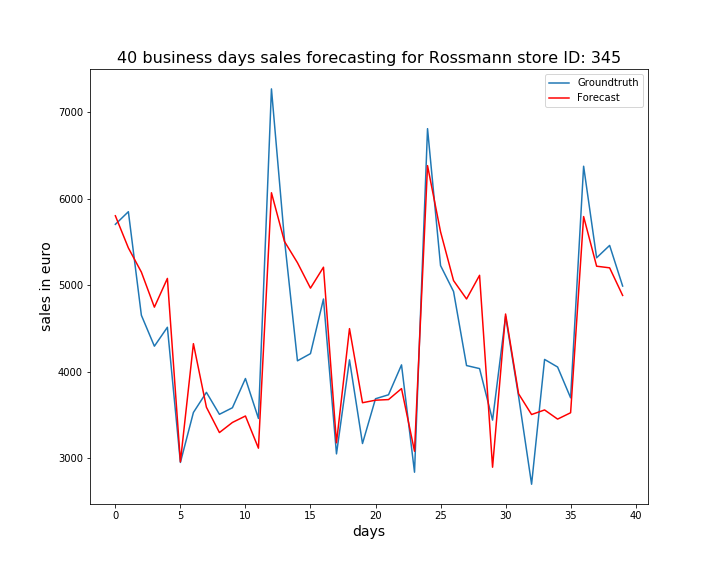 40 business days sales forecasting for Rossmann store ID: 345
Groundtruth
Forecast
sales in euro
7000
6000
5000
4000
3000
0 5 10 15 20 25 30 35 40
days